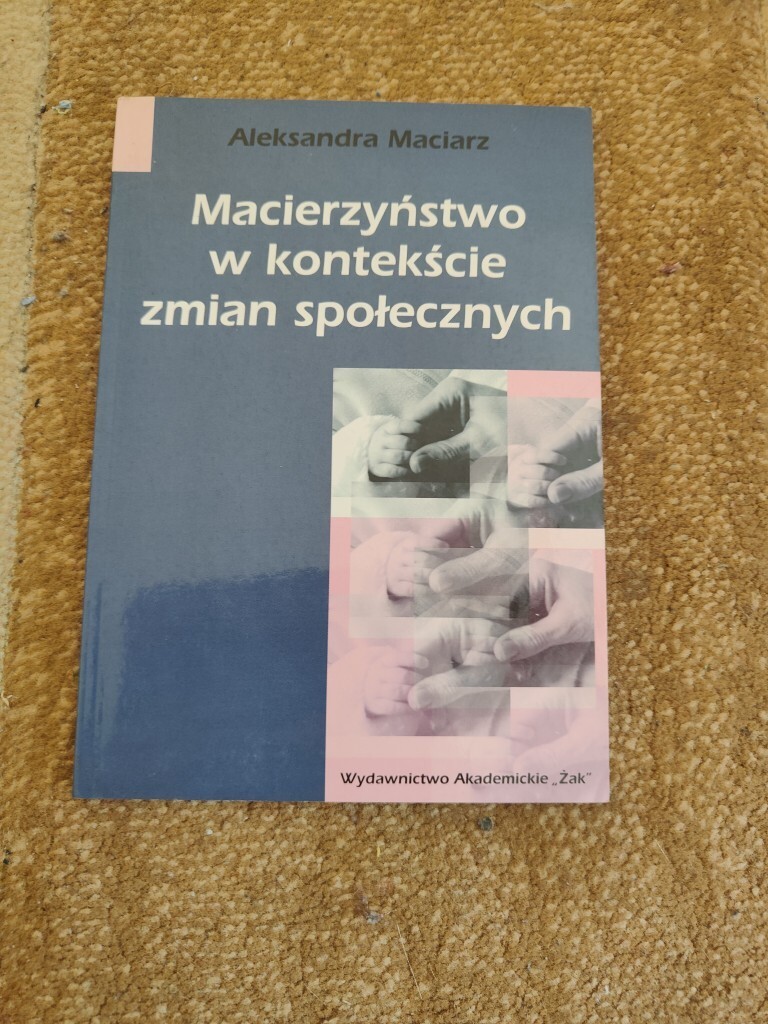 Aleksandra Maciarz
Macierzyństwo
w kontekście
zmian społecznych
Wydawnictwo Akademickie „Żak”